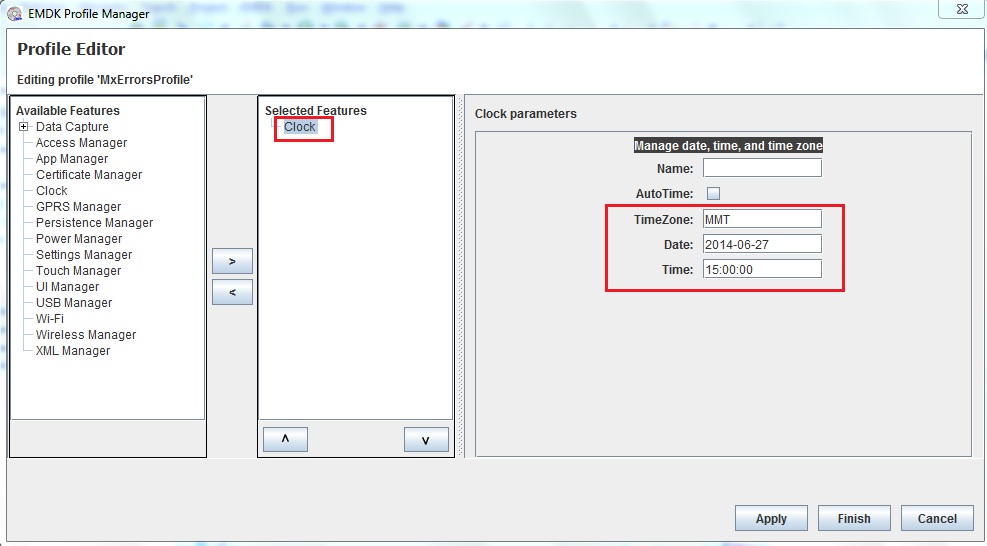 EMDK Profile Manager
Profile Editor
Editing profile 'MxErrorsProfile'
Available Features
Data Capture
Access Manager
App Manager
Certificate Manager
Clock
GPRS Manager
Persistence Manager
Power Manager
Settings Manager
Touch Manager
UI Manager
USB Manager
Wi-Fi
Wireless Manager
XML Manager
>
<
Selected Features
Clock
^
v
Clock parameters
Manage date, time, and time zone
Name:
AutoTime:
TimeZone: MMT
Date: 2014-06-27
Time: 15:00:00
Apply Finish Cancel